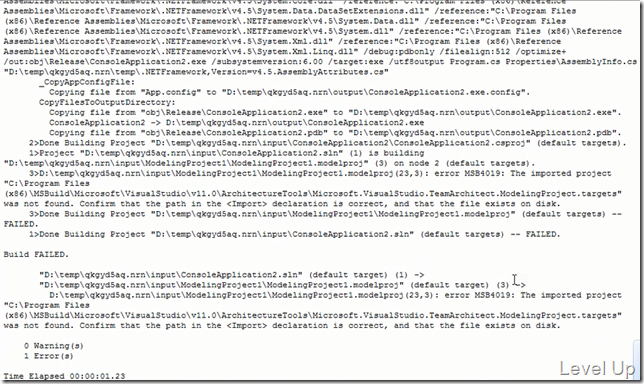 Assemblies\Microsoft\Framework\.NETFramework\v4.5\System.Core.dll" /reference:"C:\Program Files (x86)\Reference
Assemblies\Microsoft\Framework\.NETFramework\v4.5\System.Data.DataSetExtensions.dll" /reference:"C:\Program Files
(x86)\Reference Assemblies\Microsoft\Framework\.NETFramework\v4.5\System.Data.dll" /reference:"C:\Program Files
(x86)\Reference Assemblies\Microsoft\Framework\.NETFramework\v4.5\System.dll" /reference:"C:\Program Files (x86)\Reference
Assemblies\Microsoft\Framework\.NETFramework\v4.5\System.Xml.dll" /reference:"C:\Program Files (x86)\Reference
Assemblies\Microsoft\Framework\.NETFramework\v4.5\System.Xml.Linq.dll" /debug:pdbonly /filealign:512 /optimize+
/out:obj\Release\ConsoleApplication2.exe /subsystemversion:6.00 /target:exe /utf8output Program.cs Properties\AssemblyInfo.cs
"D:\temp\qkgyd5aq.nrn\temp\.NETFramework,Version=v4.5.AssemblyAttributes.cs"
_CopyAppConfigFile:
Copying file from "App.config" to "D:\temp\qkgyd5aq.nrn\output\ConsoleApplication2.exe.config".
CopyFilesToOutputDirectory:
Copying file from "obj\Release\ConsoleApplication2.exe" to "D:\temp\qkgyd5aq.nrn\output\ConsoleApplication2.exe".
ConsoleApplication2 -> D:\temp\qkgyd5aq.nrn\output\ConsoleApplication2.exe
Copying file from "obj\Release\ConsoleApplication2.pdb" to "D:\temp\qkgyd5aq.nrn\output\ConsoleApplication2.pdb".
2>Done Building Project "D:\temp\qkgyd5aq.nrn\input\ConsoleApplication2\ConsoleApplication2.csproj" (default targets).
1>Project "D:\temp\qkgyd5aq.nrn\input\ConsoleApplication2.sln" (1) is building
"D:\temp\qkgyd5aq.nrn\input\ModelingProject1\ModelingProject1.modelproj" (3) on node 2 (default targets).
3>D:\temp\qkgyd5aq.nrn\input\ModelingProject1\ModelingProject1.modelproj(23,3): error MSB4019: The imported project
"C:\Program Files
(x86)\MSBuild\Microsoft\VisualStudio\v11.0\ArchitectureTools\Microsoft.VisualStudio.TeamArchitect.ModelingProject.targets"
was not found. Confirm that the path in the <Import> declaration is correct, and that the file exists on disk.
3>Done Building Project "D:\temp\qkgyd5aq.nrn\input\ModelingProject1\ModelingProject1.modelproj" (default targets) --
FAILED.
1>Done Building Project "D:\temp\qkgyd5aq.nrn\input\ConsoleApplication2.sln" (default targets) -- FAILED.
Build FAILED.
"D:\temp\qkgyd5aq.nrn\input\ConsoleApplication2.sln" (default target) (1) ->
"D:\temp\qkgyd5aq.nrn\input\ModelingProject1\ModelingProject1.modelproj" (default target) (3) ->
D:\temp\qkgyd5aq.nrn\input\ModelingProject1\ModelingProject1.modelproj(23,3): error MSB4019: The imported project
"C:\Program Files
(x86)\MSBuild\Microsoft\VisualStudio\v11.0\ArchitectureTools\Microsoft.VisualStudio.TeamArchitect.ModelingProject.targets"
was not found. Confirm that the path in the <Import> declaration is correct, and that the file exists on disk.
0 Warning(s)
1 Error(s)
Time Elapsed 00:00:01.23
Level Up